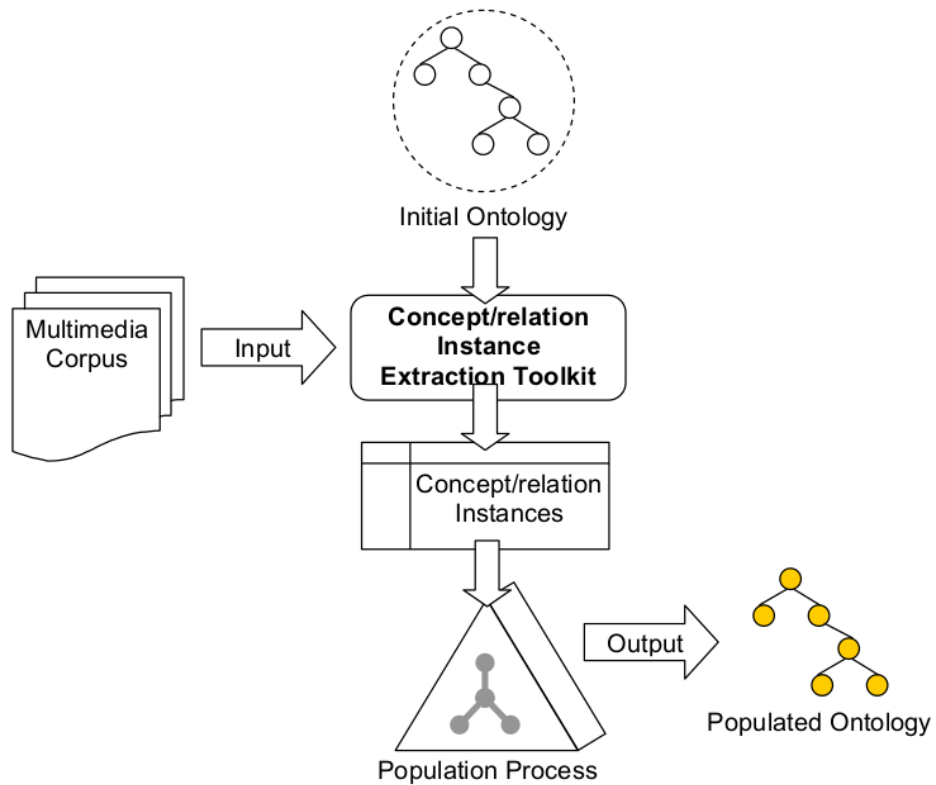 Initial Ontology
Multimedia
Corpus
Input
Concept/relation
Instance
Extraction Toolkit
Concept/relation
Instances
Output
Populated Ontology
Population Process